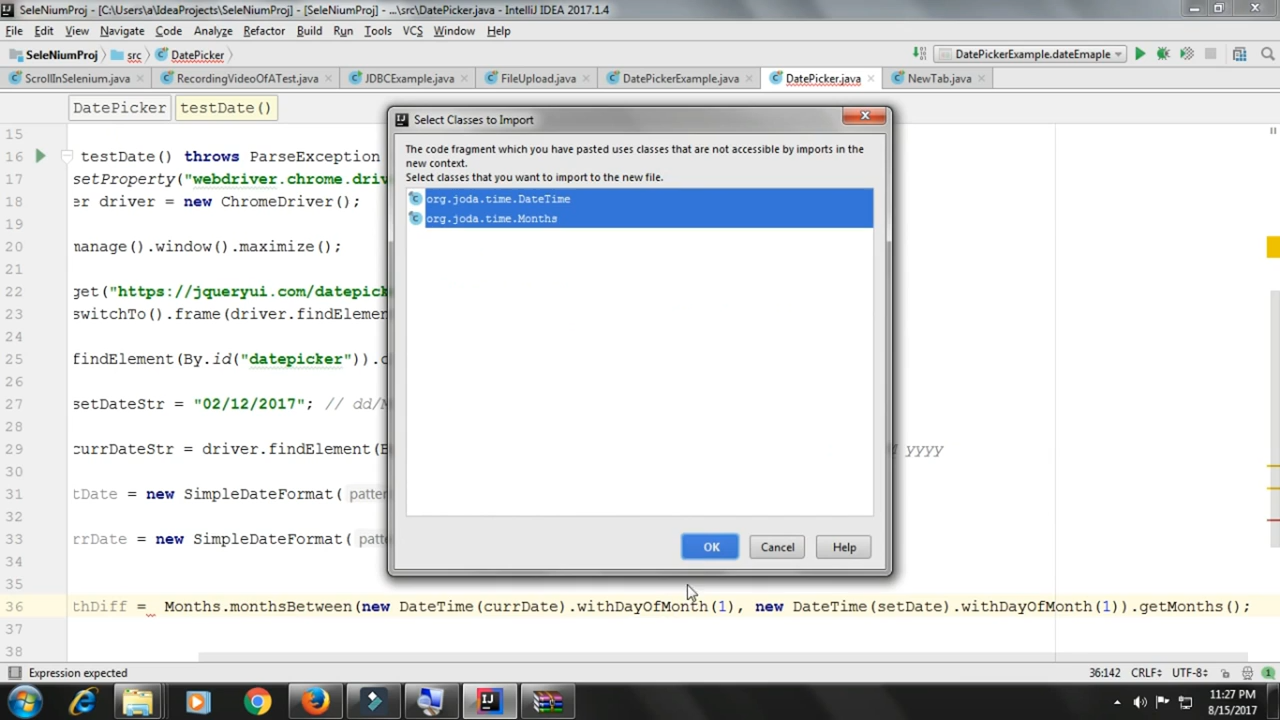 SeleNiumProj - [C:\Users\a\IdeaProjects\SeleNiumProj] - [SeleNiumProj] - ...\src\DatePicker.java - IntelliJ IDEA 2017.1.4
File Edit View Navigate Code Analyze Refactor Build Run Tools VCS Window Help
SeleNiumProj src DatePicker DatePickerExample.dateEmaple
ScrollInSelenium.java RecordingVideoOfATest.java JDBCExample.java FileUpload.java DatePickerExample.java DatePicker.java NewTab.java
DatePicker testDate()
Select Classes to Import
The code fragment which you have pasted uses classes that are not accessible by imports in the
new context.
Select classes that you want to import to the new file.
org.joda.time.DateTime
org.joda.time.Months
OK Cancel Help
15
16 testDate() throws ParseException
17 setProperty("webdriver.chrome.driv
18 er driver = new ChromeDriver();
19
20 manage().window().maximize();
21
22 get("https://jqueryui.com/datepick
23 switchTo().frame(driver.findElemen
24
25 findElement(By.id("datepicker")).c
26
27 setDateStr = "02/12/2017"; // dd/M
28
29 currDateStr = driver.findElement(B yyyy
30
31 tDate = new SimpleDateFormat( patter
32
33 rrDate = new SimpleDateFormat( patte
34
35
36 thDiff = Months.monthsBetween(new DateTime(currDate).withDayOfMonth(1), new DateTime(setDate).withDayOfMonth(1)).getMonths();
37
38
Expression expected 36:142 CRLF UTF-8 1
11:27 PM
8/15/2017